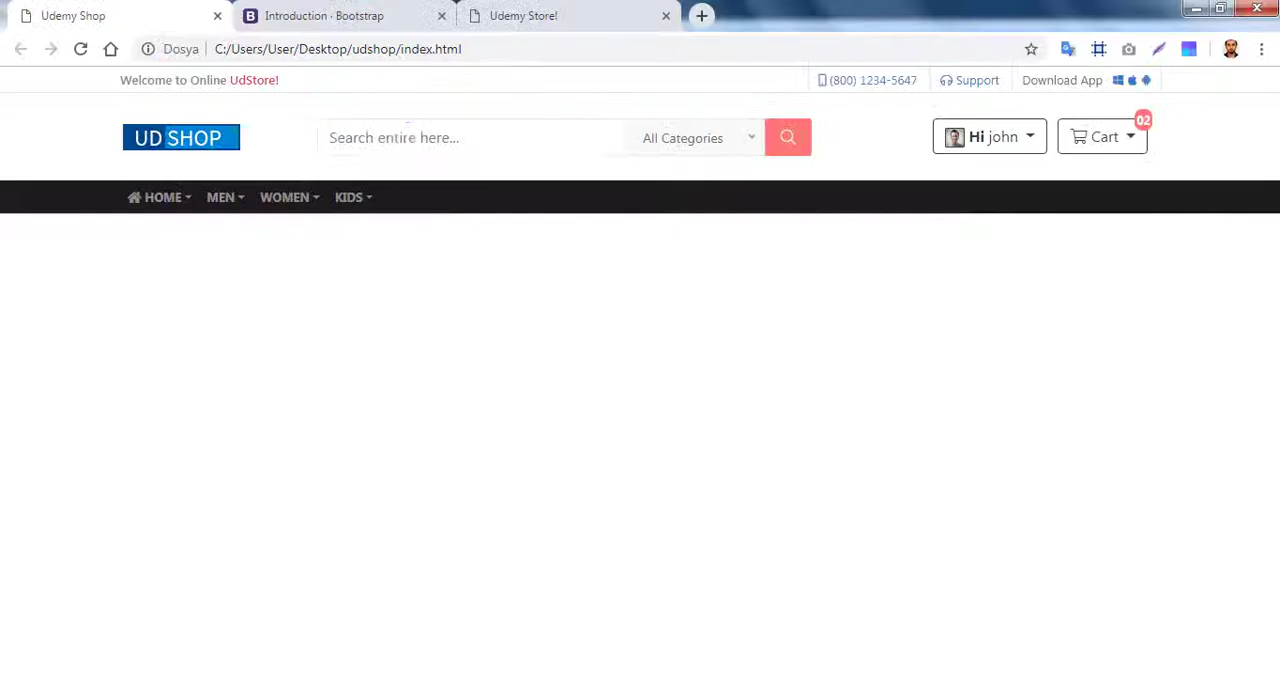 Udemy Shop
Introduction · Bootstrap
Udemy Store!
Dosya
C:/Users/User/Desktop/udshop/index.html
Welcome to Online UdStore!
(800) 1234-5647
Support
Download App
UD SHOP
Search entire here...
All Categories
Hi john
Cart
02
HOME
MEN
WOMEN
KIDS